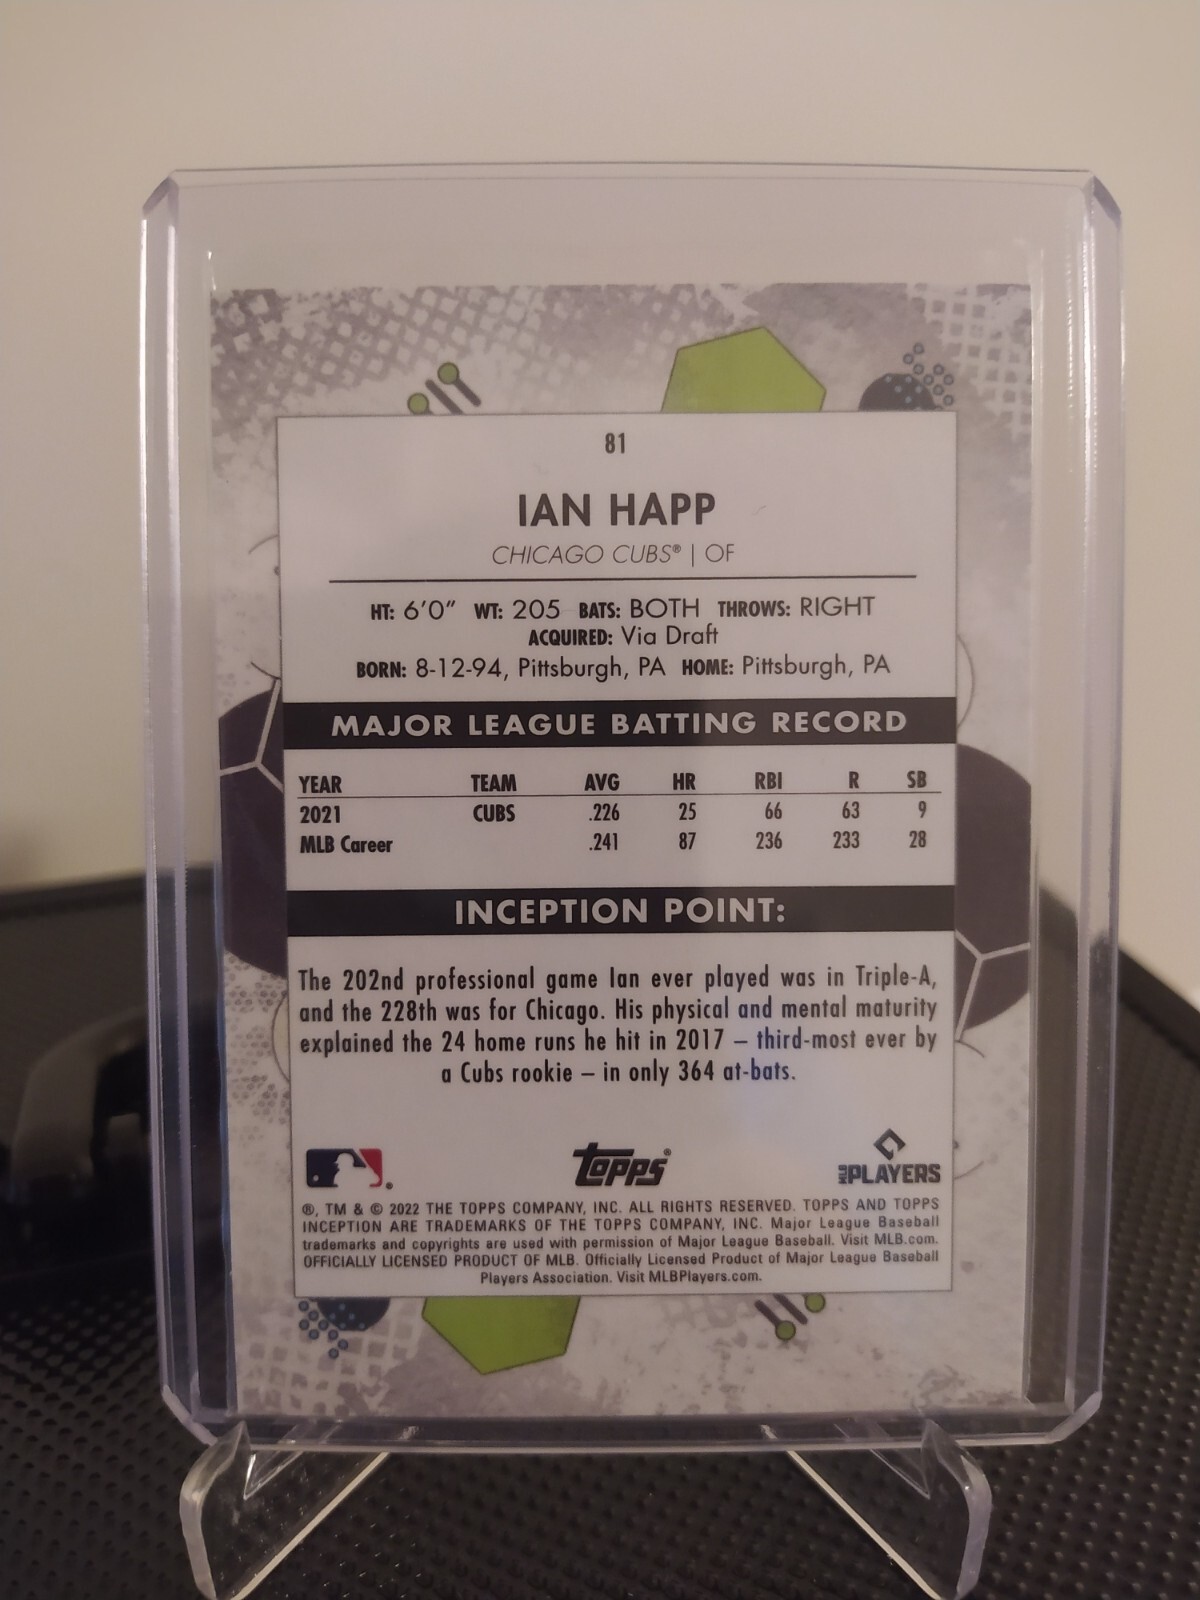 81
IAN HAPP
CHICAGO CUBS® | OF
HT: 6'0" WT: 205 BATS: BOTH THROWS: RIGHT
ACQUIRED: Via Draft
BORN: 8-12-94, Pittsburgh, PA HOME: Pittsburgh, PA
MAJOR LEAGUE BATTING RECORD
YEAR TEAM AVG HR RBI R SB
2021 CUBS .226 25 66 63 9
MLB Career .241 87 236 233 28
INCEPTION POINT:
The 202nd professional game Ian ever played was in Triple-A,
and the 228th was for Chicago. His physical and mental maturity
explained the 24 home runs he hit in 2017 – third-most ever by
a Cubs rookie – in only 364 at-bats.
topps® MLB PLAYERS
®, TM & © 2022 THE TOPPS COMPANY, INC. ALL RIGHTS RESERVED. TOPPS AND TOPPS
INCEPTION ARE TRADEMARKS OF THE TOPPS COMPANY, INC. Major League Baseball
trademarks and copyrights are used with permission of Major League Baseball. Visit MLB.com.
OFFICIALLY LICENSED PRODUCT OF MLB. Officially Licensed Product of Major League Baseball
Players Association. Visit MLBPlayers.com.